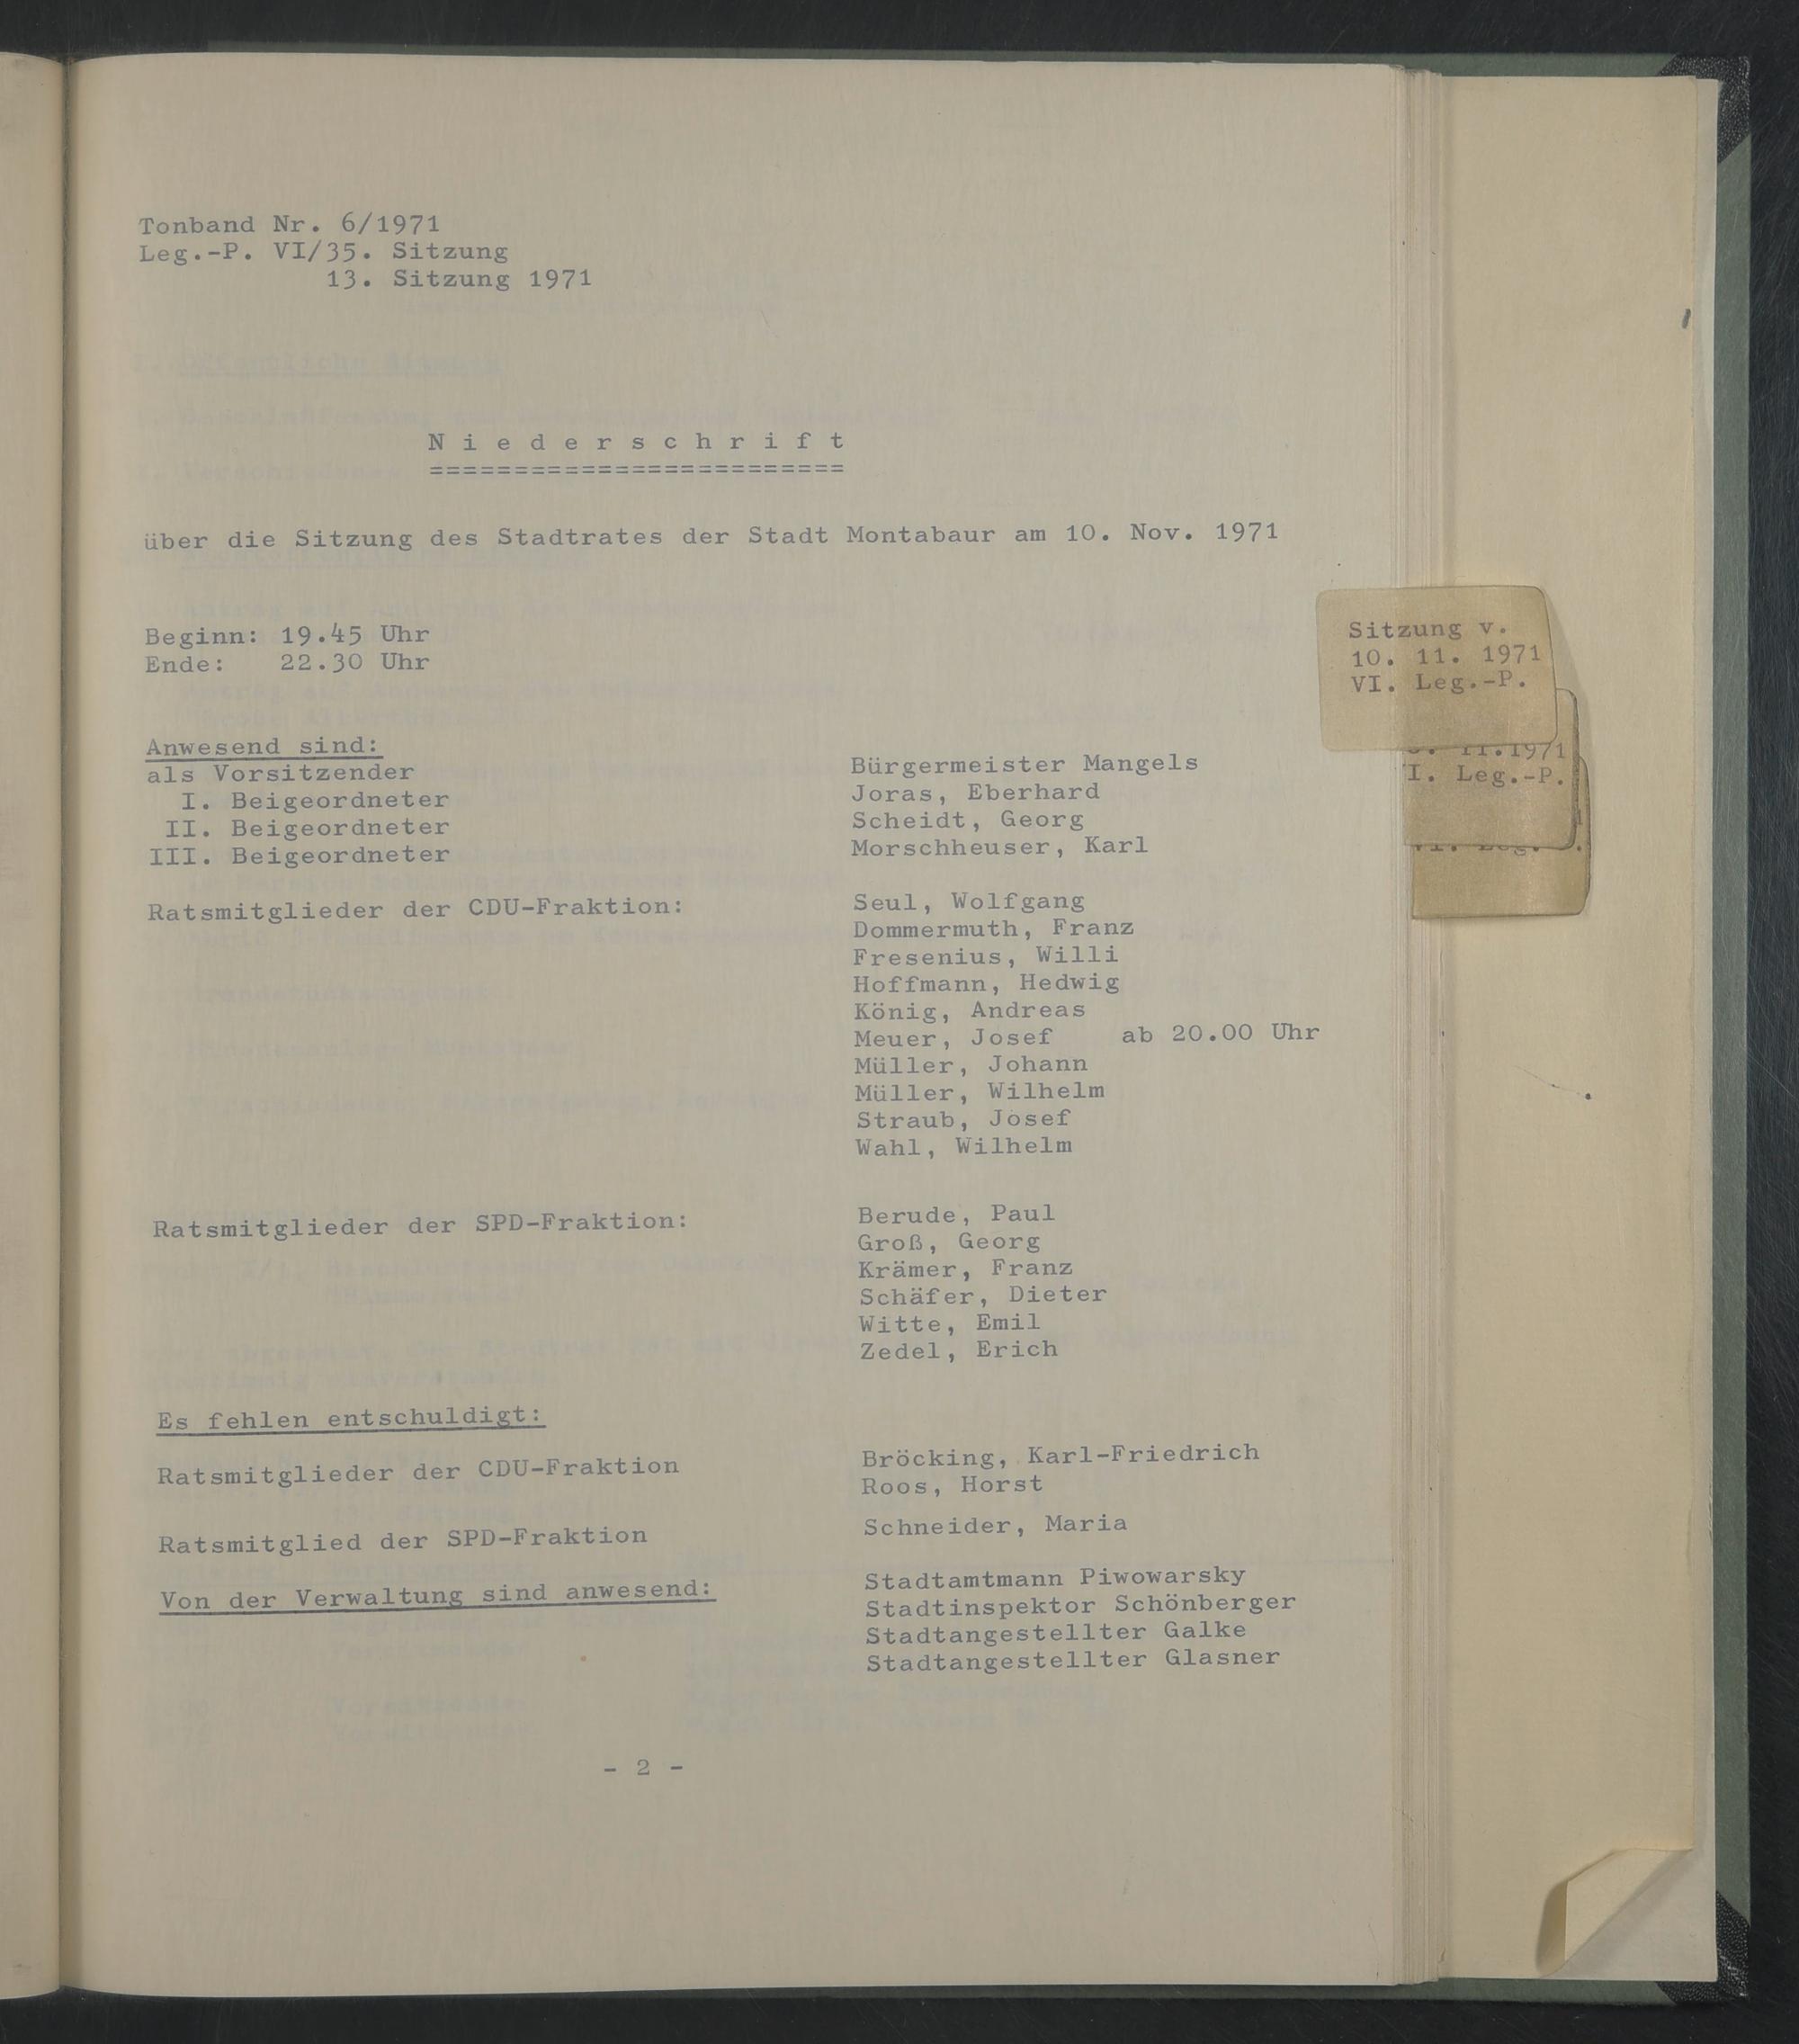 Tonband Nr. 6/1971
Leg.-P. VI/35. Sitzung
13. Sitzung 1971
N i e d e r s c h r i f t
=========================
über die Sitzung des Stadtrates der Stadt Montabaur am 10. Nov. 1971
Beginn: 19.45 Uhr
Ende: 22.30 Uhr
Anwesend sind:
als Vorsitzender Bürgermeister Mangels
I. Beigeordneter Joras, Eberhard
II. Beigeordneter Scheidt, Georg
III. Beigeordneter Morschheuser, Karl
Ratsmitglieder der CDU-Fraktion: Seul, Wolfgang
Dommermuth, Franz
Fresenius, Willi
Hoffmann, Hedwig
König, Andreas
Meuer, Josef ab 20.00 Uhr
Müller, Johann
Müller, Wilhelm
Straub, Josef
Wahl, Wilhelm
Ratsmitglieder der SPD-Fraktion: Berude, Paul
Groß, Georg
Krämer, Franz
Schäfer, Dieter
Witte, Emil
Zedel, Erich
Es fehlen entschuldigt:
Ratsmitglieder der CDU-Fraktion Bröcking, Karl-Friedrich
Roos, Horst
Ratsmitglied der SPD-Fraktion Schneider, Maria
Von der Verwaltung sind anwesend: Stadtamtmann Piwowarsky
Stadtinspektor Schönberger
Stadtangestellter Galke
Stadtangestellter Glasner
- 2 -
Sitzung v.
10. 11. 1971
VI. Leg.-P.
11.1971
I. Leg.-P.